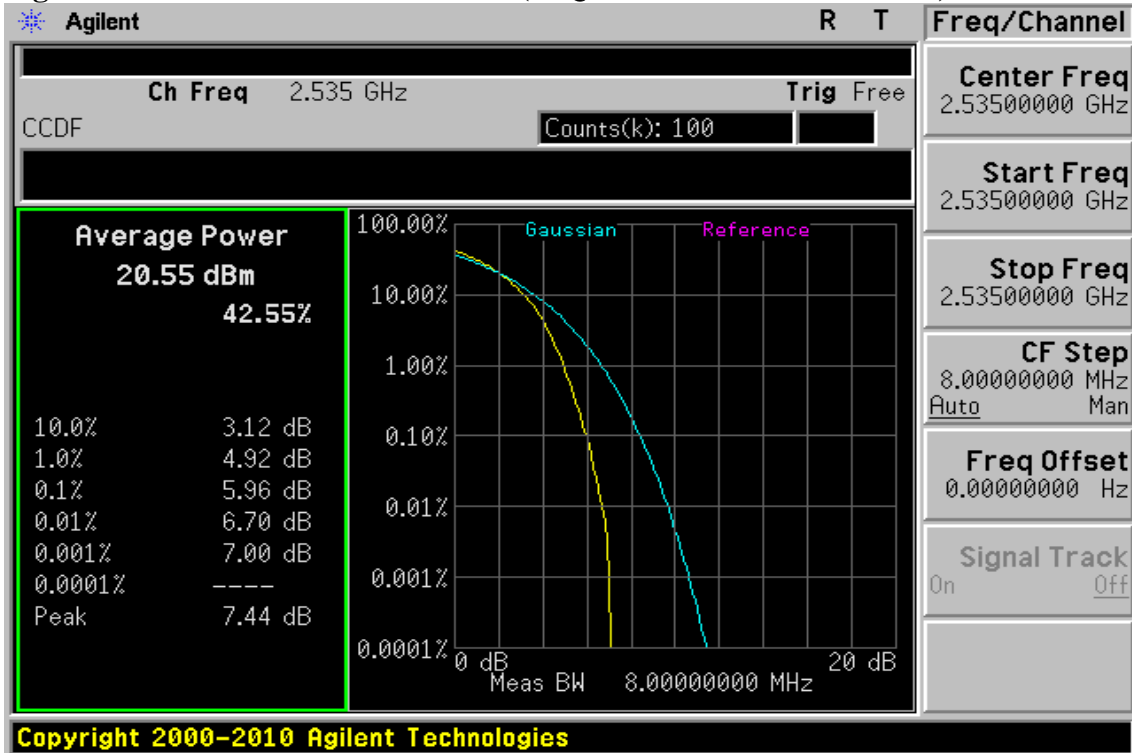 Agilent R T Freq/Channel
Ch Freq 2.535 GHz Trig Free
CCDF Counts(k): 100
Center Freq
2.53500000 GHz
Start Freq
2.53500000 GHz
Stop Freq
2.53500000 GHz
CF Step
8.00000000 MHz
Auto Man
Freq Offset
0.00000000 Hz
Signal Track
On Off
Average Power
20.55 dBm
42.55%
10.0% 3.12 dB
1.0% 4.92 dB
0.1% 5.96 dB
0.01% 6.70 dB
0.001% 7.00 dB
0.0001% ----
Peak 7.44 dB
Gaussian Reference
100.00%
10.00%
1.00%
0.10%
0.01%
0.001%
0.0001%
0 dB 20 dB
Meas BW 8.00000000 MHz
Copyright 2000-2010 Agilent Technologies